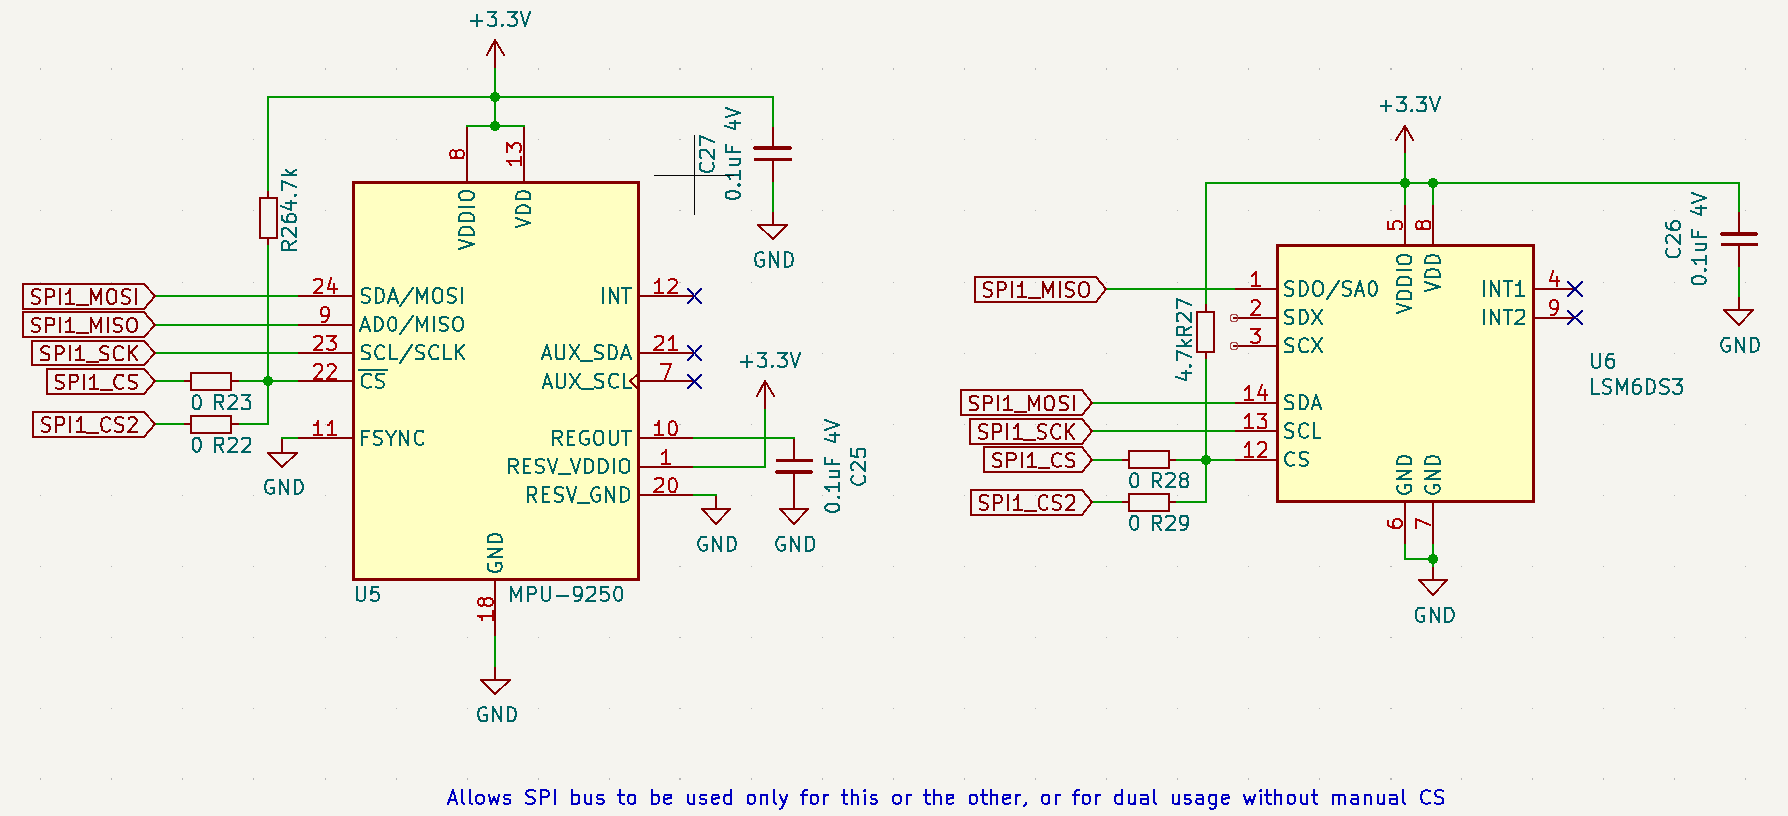 +3.3V
C27
0.1uF 4V
GND
R26
4.7k
8
13
VDDIO
VDD
SPI1_MOSI
24
SDA/MOSI
INT
12
SPI1_MISO
9
AD0/MISO
SPI1_SCK
23
SCL/SCLK
AUX_SDA
21
SPI1_CS
0 R23
22
CS
AUX_SCL
7
SPI1_CS2
0 R22
11
FSYNC
GND
REGOUT
10
RESV_VDDIO
1
RESV_GND
20
+3.3V
0.1uF 4V
C25
GND
GND
GND
U5
MPU-9250
18
GND
+3.3V
C26
0.1uF 4V
GND
5
8
VDDIO
VDD
SPI1_MISO
1
SDO/SA0
INT1
4
2
SDX
INT2
9
3
SCX
4.7k
R27
U6
LSM6DS3
SPI1_MOSI
14
SDA
SPI1_SCK
13
SCL
SPI1_CS
0 R28
12
CS
SPI1_CS2
0 R29
GND
GND
6
7
GND
Allows SPI bus to be used only for this or the other, or for dual usage without manual CS